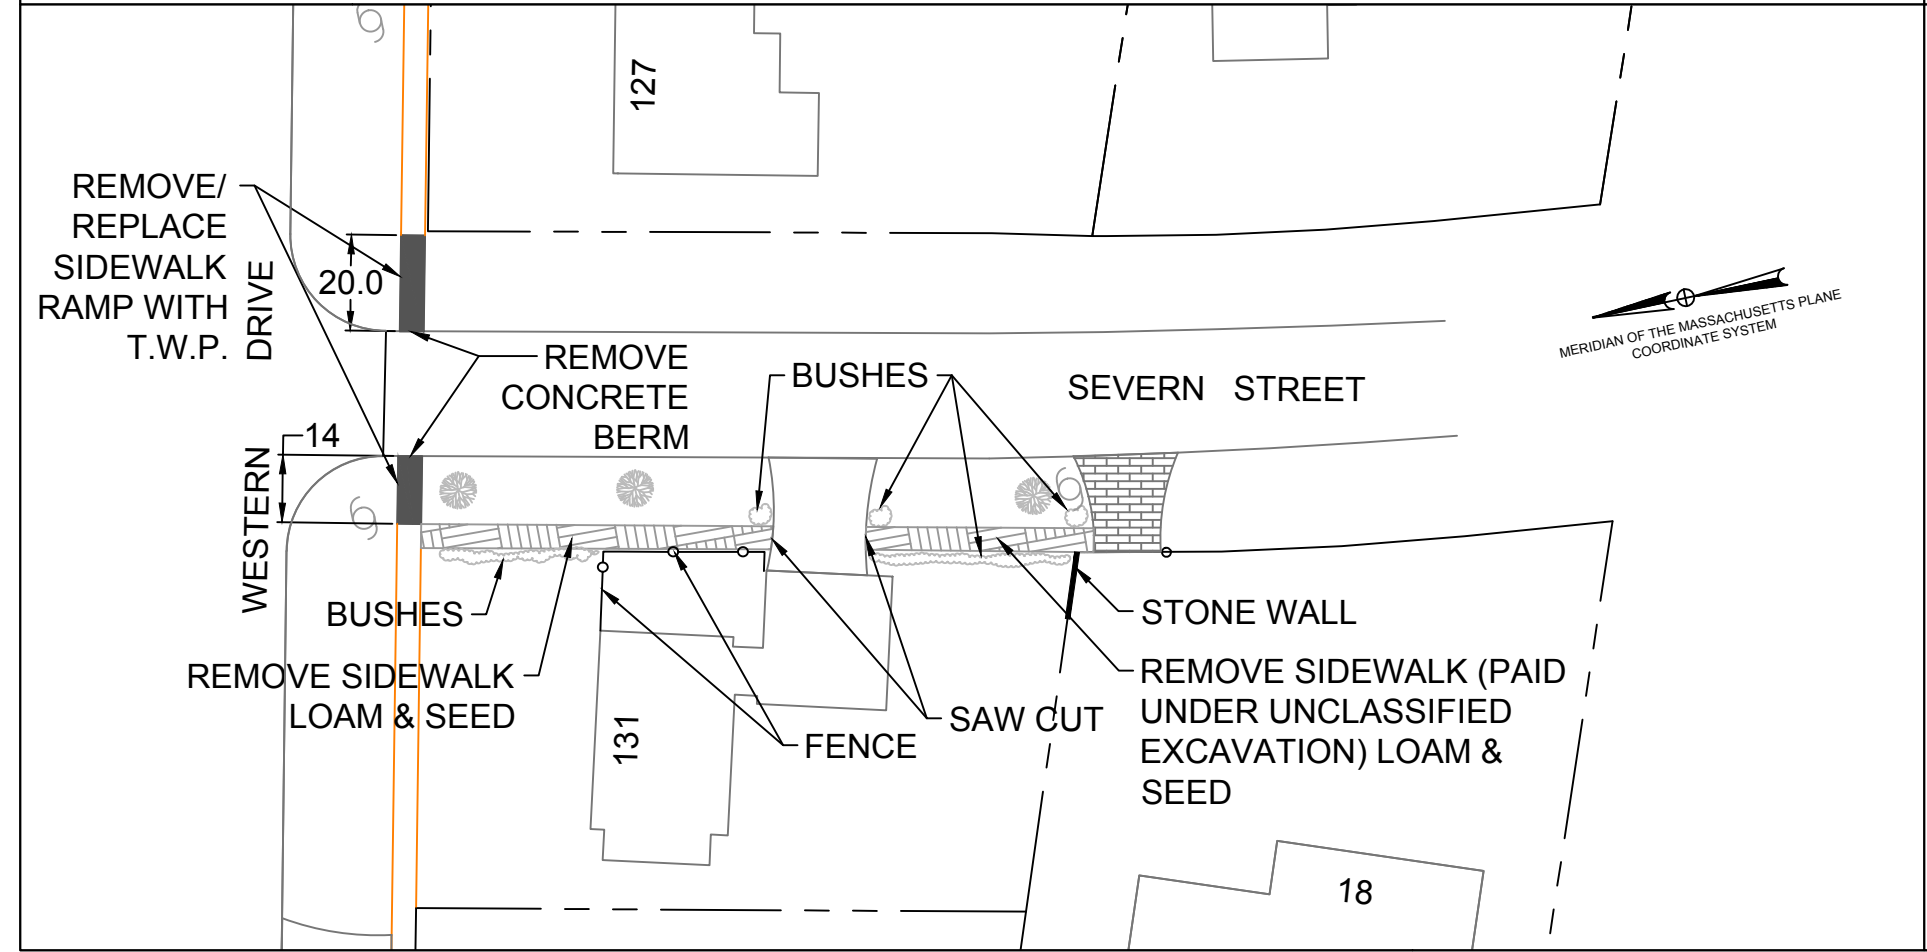 127
REMOVE/
REPLACE
SIDEWALK
RAMP WITH
T.W.P.
DRIVE
20.0
MERIDIAN OF THE MASSACHUSETTS PLANE
COORDINATE SYSTEM
REMOVE
CONCRETE
BERM
BUSHES
SEVERN STREET
14
WESTERN
BUSHES
STONE WALL
REMOVE SIDEWALK
LOAM & SEED
REMOVE SIDEWALK (PAID
UNDER UNCLASSIFIED
EXCAVATION) LOAM &
SEED
SAW CUT
FENCE
131
18